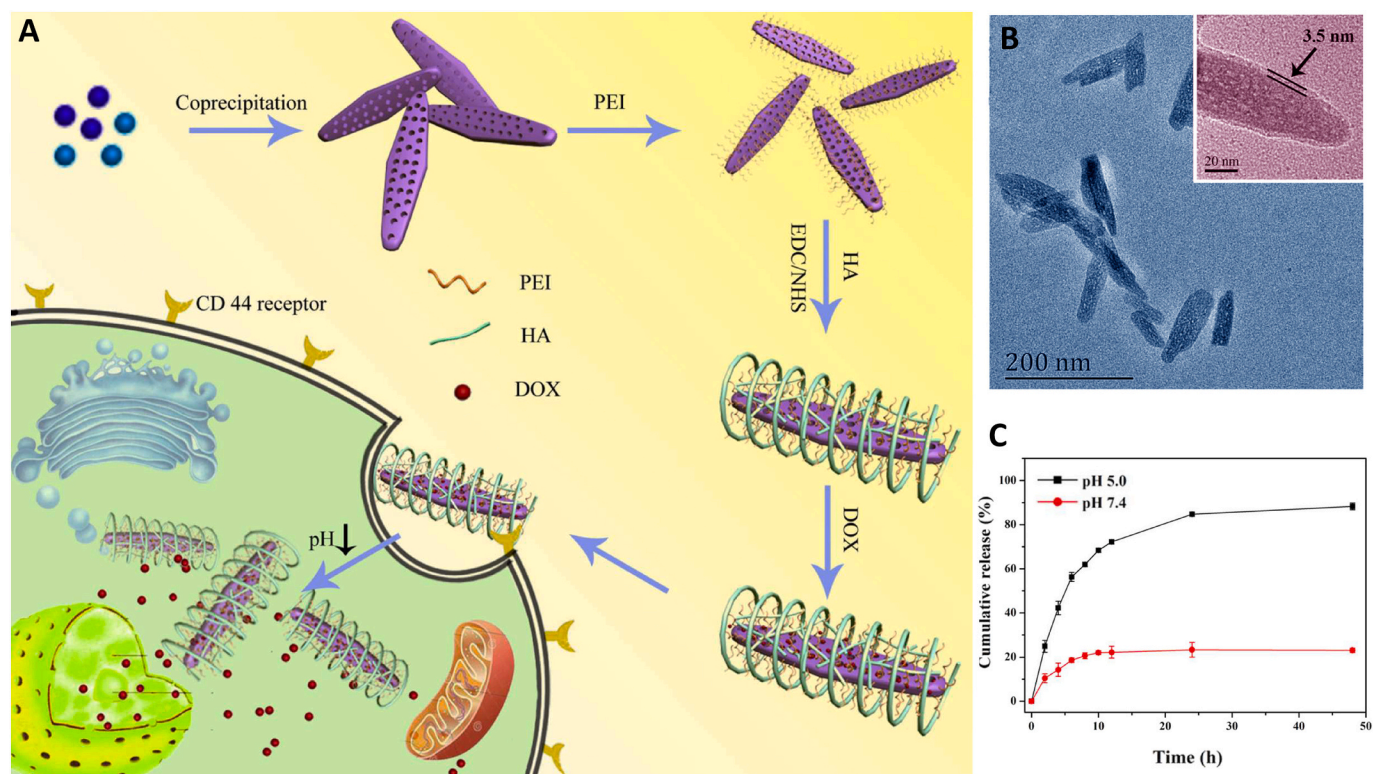 A
Coprecipitation
PEI
HA
EDC/NHS
PEI
HA
DOX
CD 44 receptor
DOX
pH↓
B
3.5 nm
20 nm
200 nm
C
pH 5.0
pH 7.4
Cumulative release (%)
100
80
60
40
20
0
0 10 20 30 40 50
Time (h)